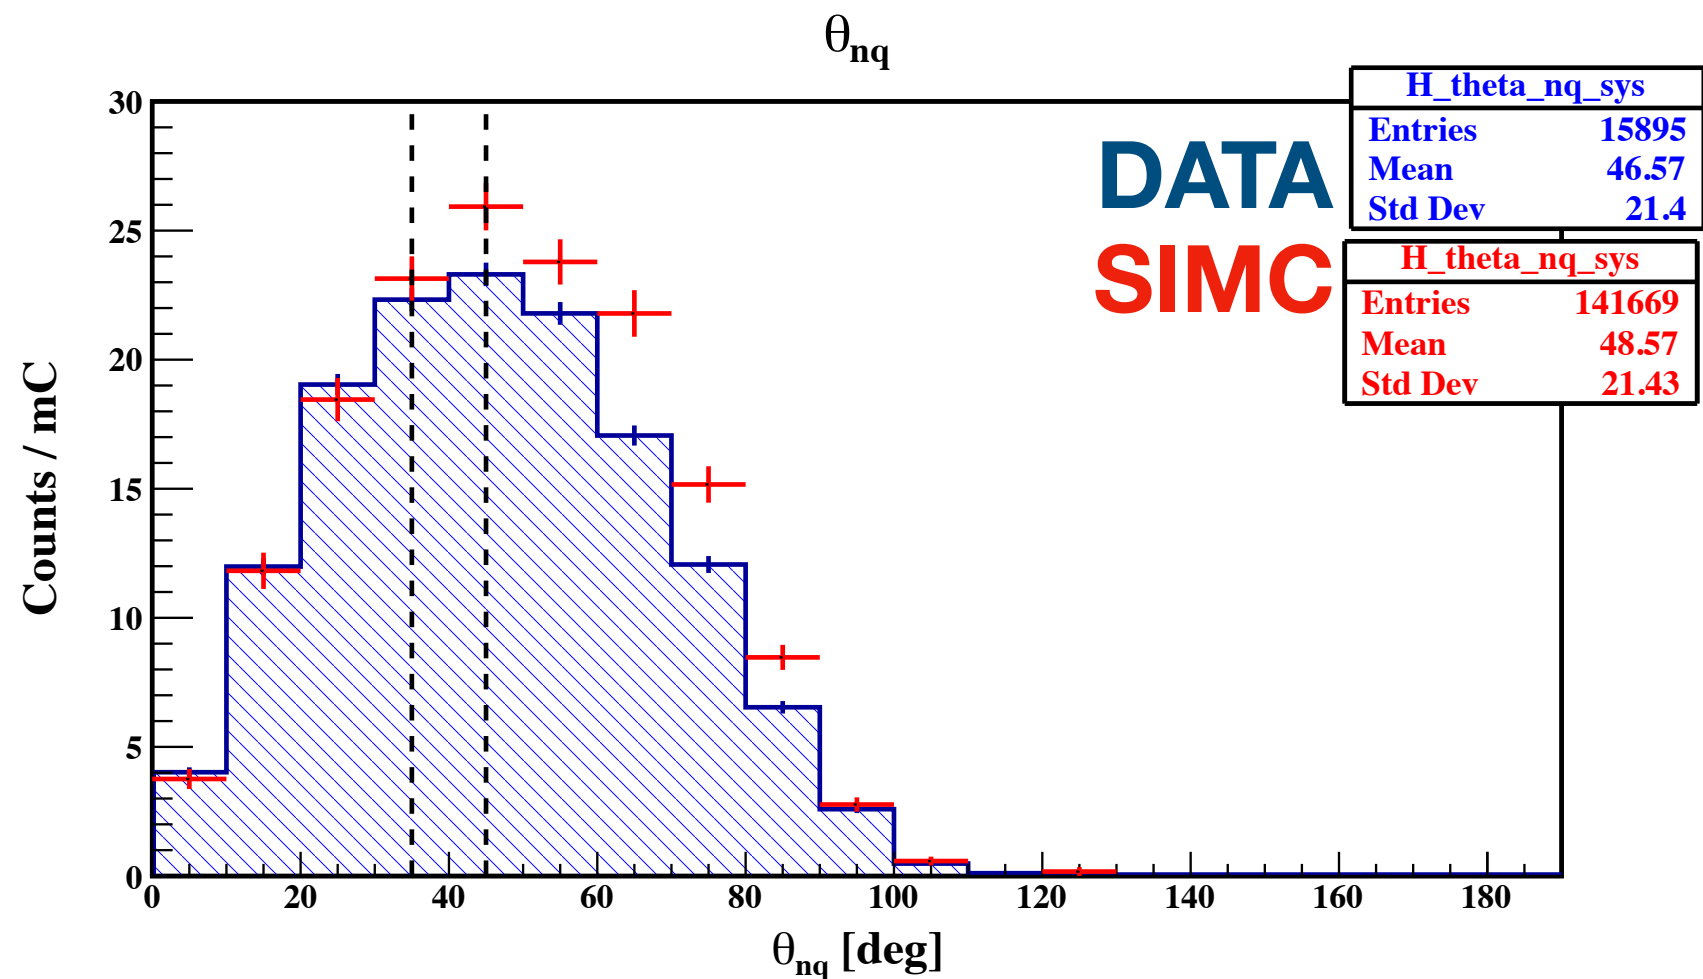 θnq
30
25
20
15
10
5
0
Counts / mC
DATA
SIMC
H_theta_nq_sys
Entries 15895
Mean 46.57
Std Dev 21.4
H_theta_nq_sys
Entries 141669
Mean 48.57
Std Dev 21.43
0 20 40 60 80 100 120 140 160 180
θnq [deg]